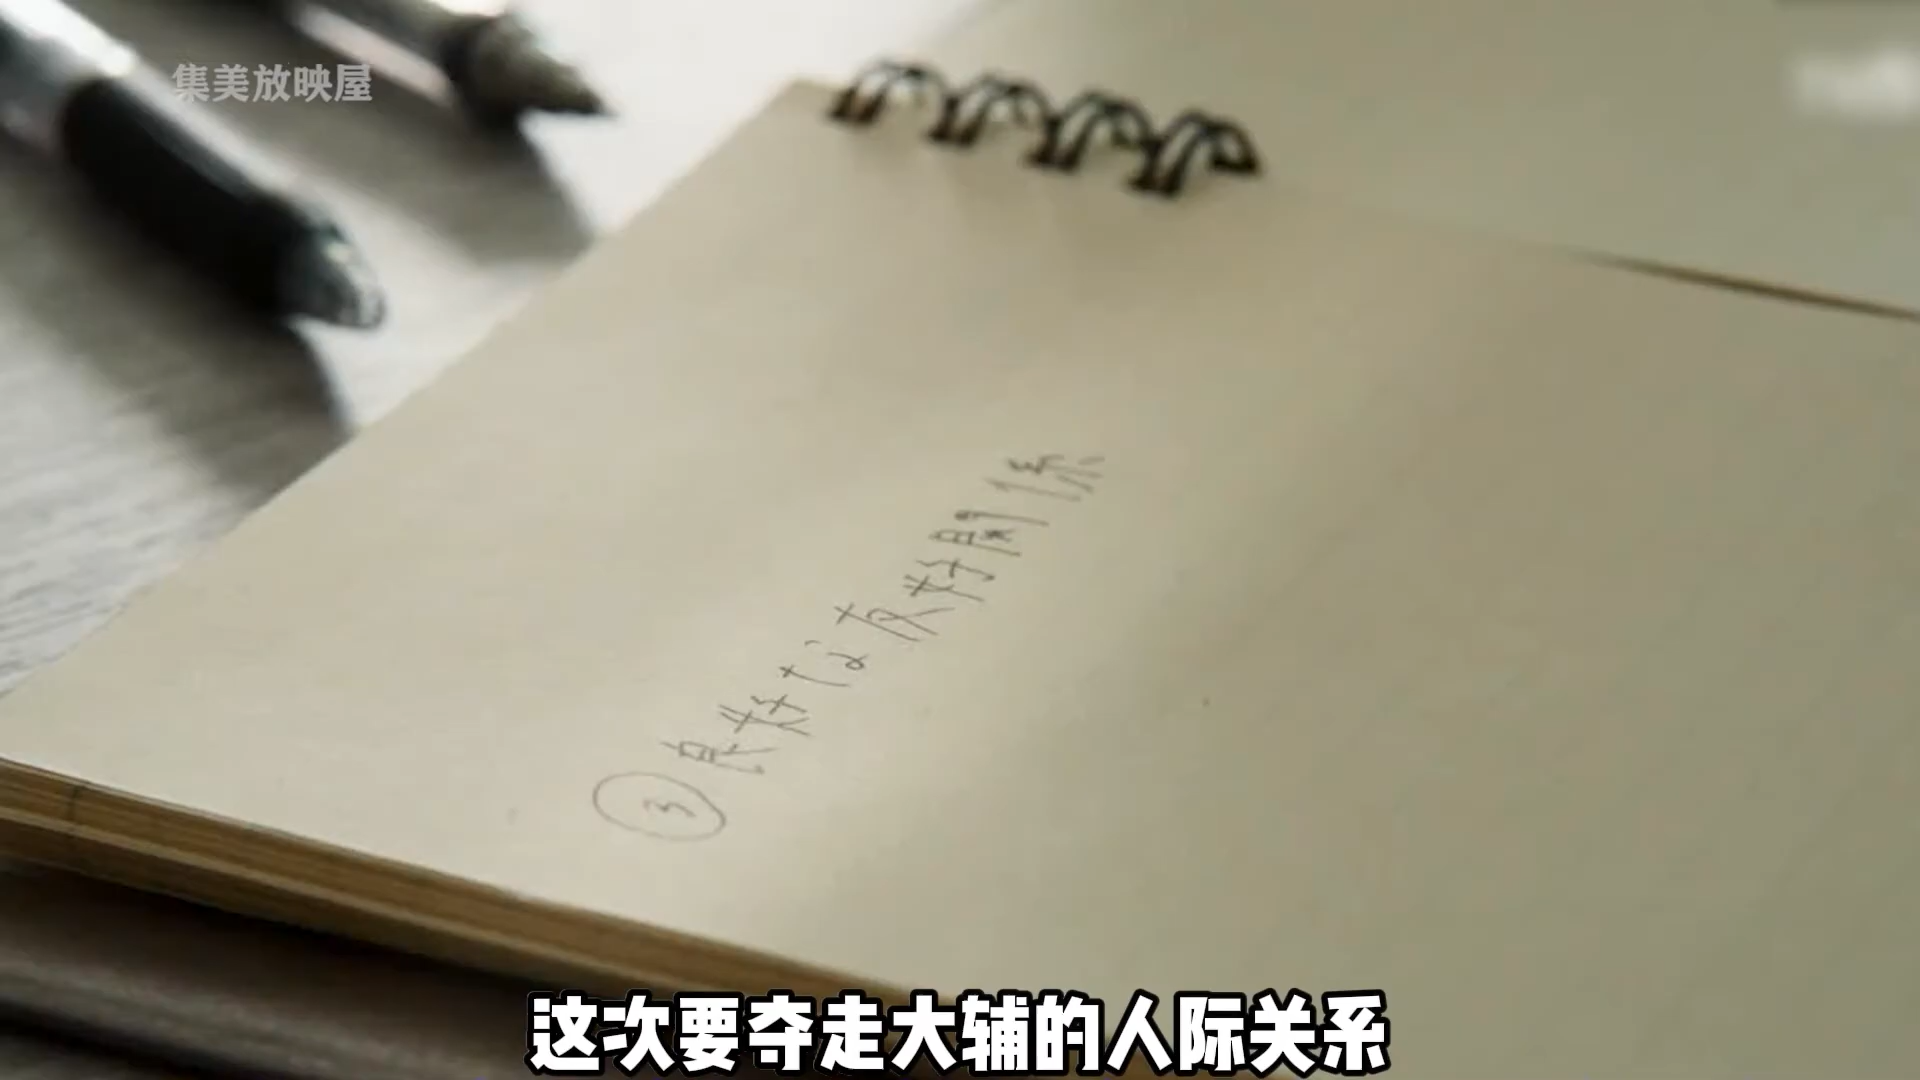 集美放映屋
③良好な友好関係
这次要夺走大辅的人际关系